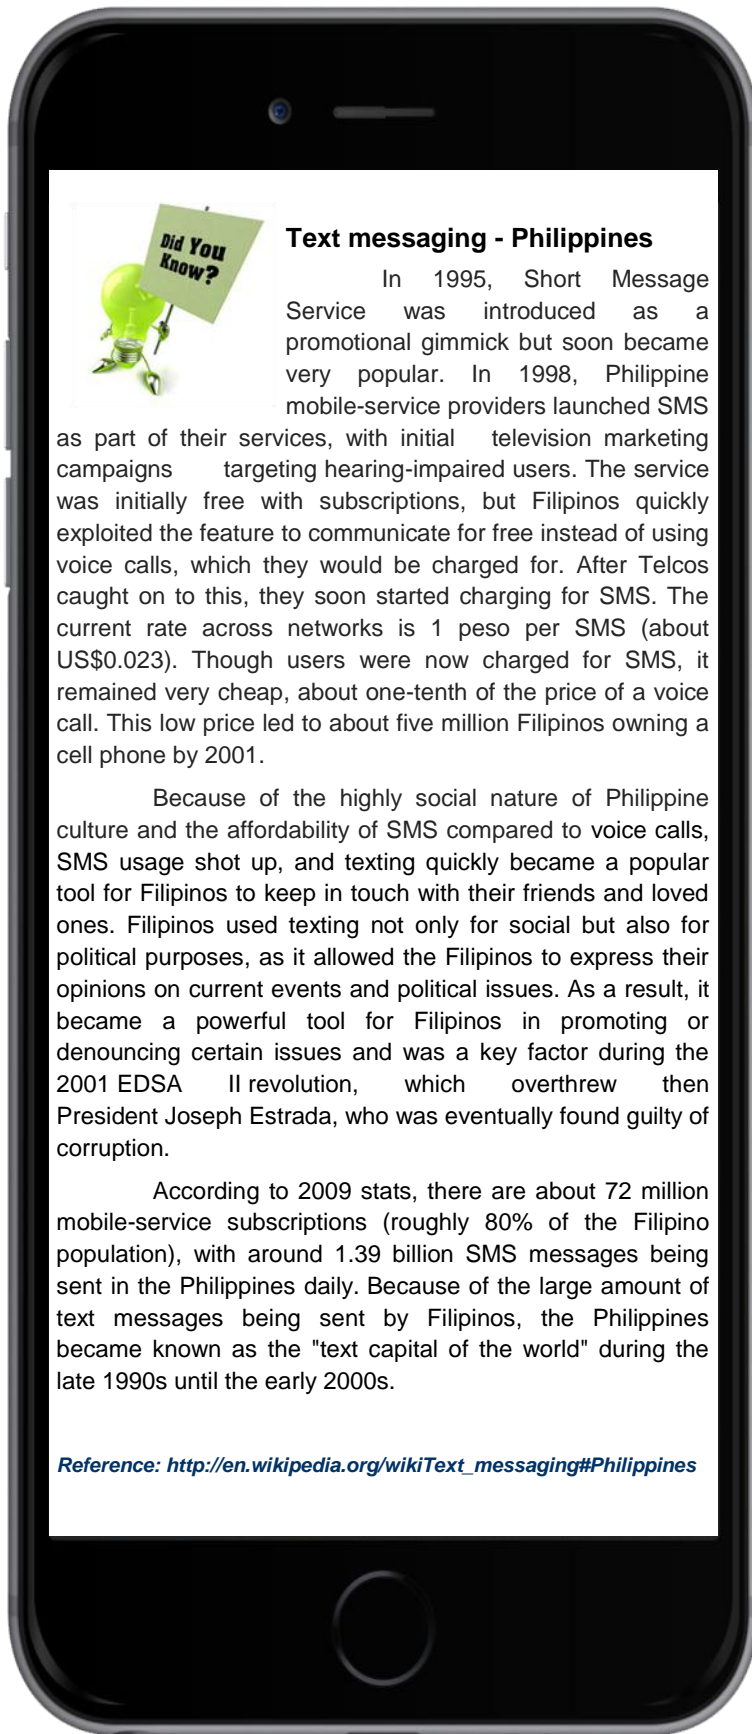 Did You
Know?
Text messaging - Philippines
In 1995, Short Message
Service was introduced as a
promotional gimmick but soon became
very popular. In 1998, Philippine
mobile-service providers launched SMS
as part of their services, with initial television marketing
campaigns targeting hearing-impaired users. The service
was initially free with subscriptions, but Filipinos quickly
exploited the feature to communicate for free instead of using
voice calls, which they would be charged for. After Telcos
caught on to this, they soon started charging for SMS. The
current rate across networks is 1 peso per SMS (about
US$0.023). Though users were now charged for SMS, it
remained very cheap, about one-tenth of the price of a voice
call. This low price led to about five million Filipinos owning a
cell phone by 2001.
Because of the highly social nature of Philippine
culture and the affordability of SMS compared to voice calls,
SMS usage shot up, and texting quickly became a popular
tool for Filipinos to keep in touch with their friends and loved
ones. Filipinos used texting not only for social but also for
political purposes, as it allowed the Filipinos to express their
opinions on current events and political issues. As a result, it
became a powerful tool for Filipinos in promoting or
denouncing certain issues and was a key factor during the
2001 EDSA II revolution, which overthrew then
President Joseph Estrada, who was eventually found guilty of
corruption.
According to 2009 stats, there are about 72 million
mobile-service subscriptions (roughly 80% of the Filipino
population), with around 1.39 billion SMS messages being
sent in the Philippines daily. Because of the large amount of
text messages being sent by Filipinos, the Philippines
became known as the "text capital of the world" during the
late 1990s until the early 2000s.
Reference: http://en.wikipedia.org/wikiText_messaging#Philippines